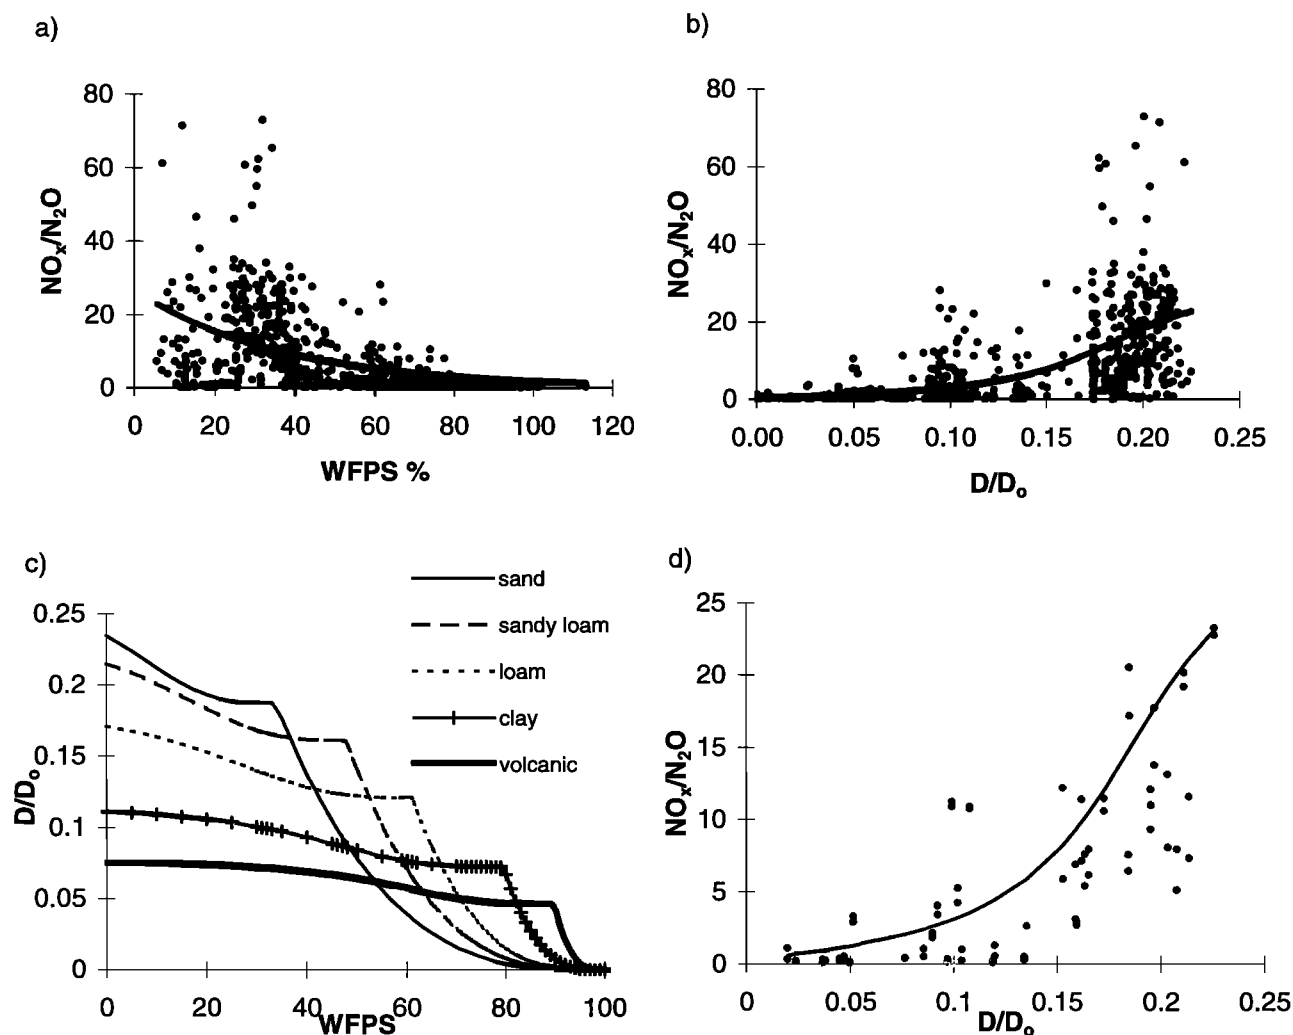 a)
80
60
40
20
0
NOx/N2O
0 20 40 60 80 100 120
WFPS %
b)
80
60
40
20
0
NOx/N2O
0.00 0.05 0.10 0.15 0.20 0.25
D/Do
c)
sand
sandy loam
loam
clay
volcanic
0.25
0.2
0.15
0.1
0.05
0
D/Do
0 20 40 60 80 100
WFPS
d)
25
20
15
10
5
0
NOx/N2O
0 0.05 0.1 0.15 0.2 0.25
D/Do